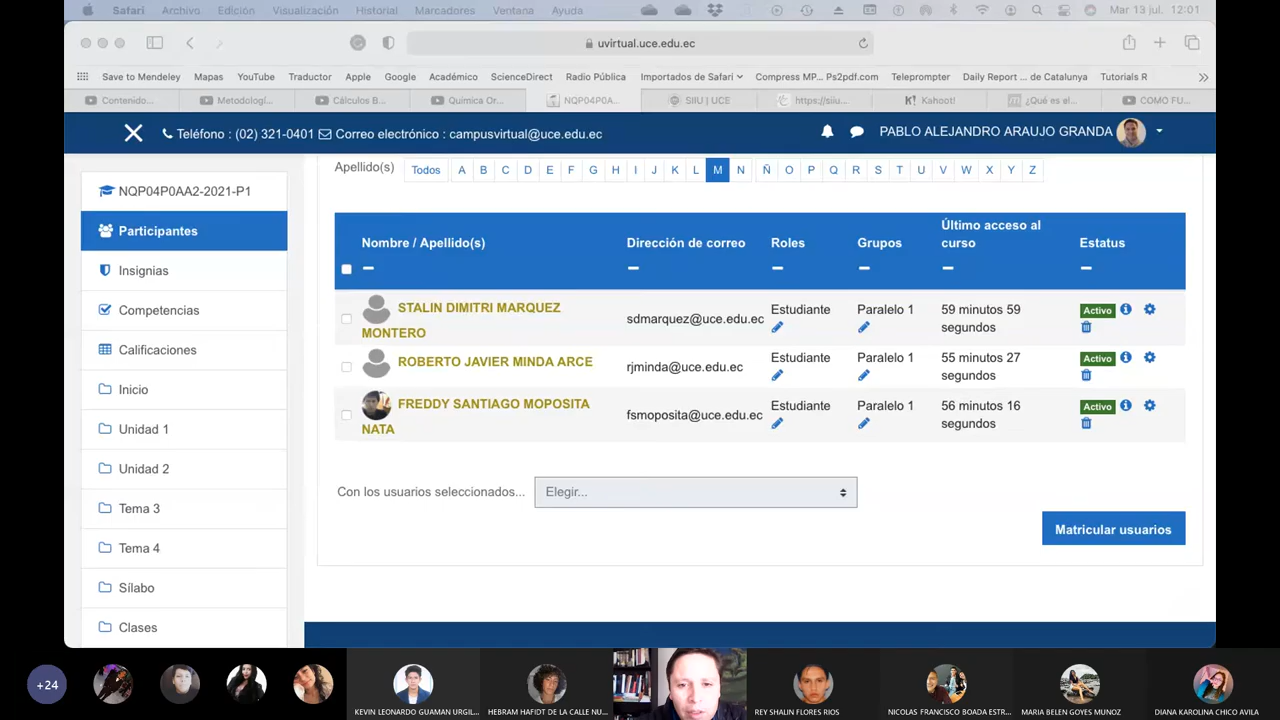 Safari Archivo Edición Visualización Historial Marcadores Ventana Ayuda Mar 13 jul. 12:01
uvirtual.uce.edu.ec
Save to Mendeley Mapas YouTube Traductor Apple Google Académico ScienceDirect Radio Pública Importados de Safari Compress MP... Ps2pdf.com Teleprompter Daily Report ... de Catalunya Tutorials R
Contenido... Metodologí... Cálculos B... Química Or... NQP04P0A... SIIU | UCE https://siiu.... Kahoot! ¿Qué es el... COMO FU...
Teléfono : (02) 321-0401 Correo electrónico : campusvirtual@uce.edu.ec PABLO ALEJANDRO ARAUJO GRANDA
Apellido(s) Todos A B C D E F G H I J K L M N Ñ O P Q R S T U V W X Y Z
NQP04P0AA2-2021-P1
Participantes
Insignias
Competencias
Calificaciones
Inicio
Unidad 1
Unidad 2
Tema 3
Tema 4
Sílabo
Clases
Nombre / Apellido(s) Dirección de correo Roles Grupos Último acceso al
curso Estatus
STALIN DIMITRI MARQUEZ
MONTERO sdmarquez@uce.edu.ec Estudiante Paralelo 1 59 minutos 59
segundos Activo
ROBERTO JAVIER MINDA ARCE rjminda@uce.edu.ec Estudiante Paralelo 1 55 minutos 27
segundos Activo
FREDDY SANTIAGO MOPOSITA
NATA fsmoposita@uce.edu.ec Estudiante Paralelo 1 56 minutos 16
segundos Activo
Con los usuarios seleccionados... Elegir...
Matricular usuarios
+24
KEVIN LEONARDO GUAMAN URGIL... HEBRAM HAFIDT DE LA CALLE NU... REY SHALIN FLORES RIOS NICOLAS FRANCISCO BOADA ESTR... MARIA BELEN GOYES MUNOZ DIANA KAROLINA CHICO AVILA